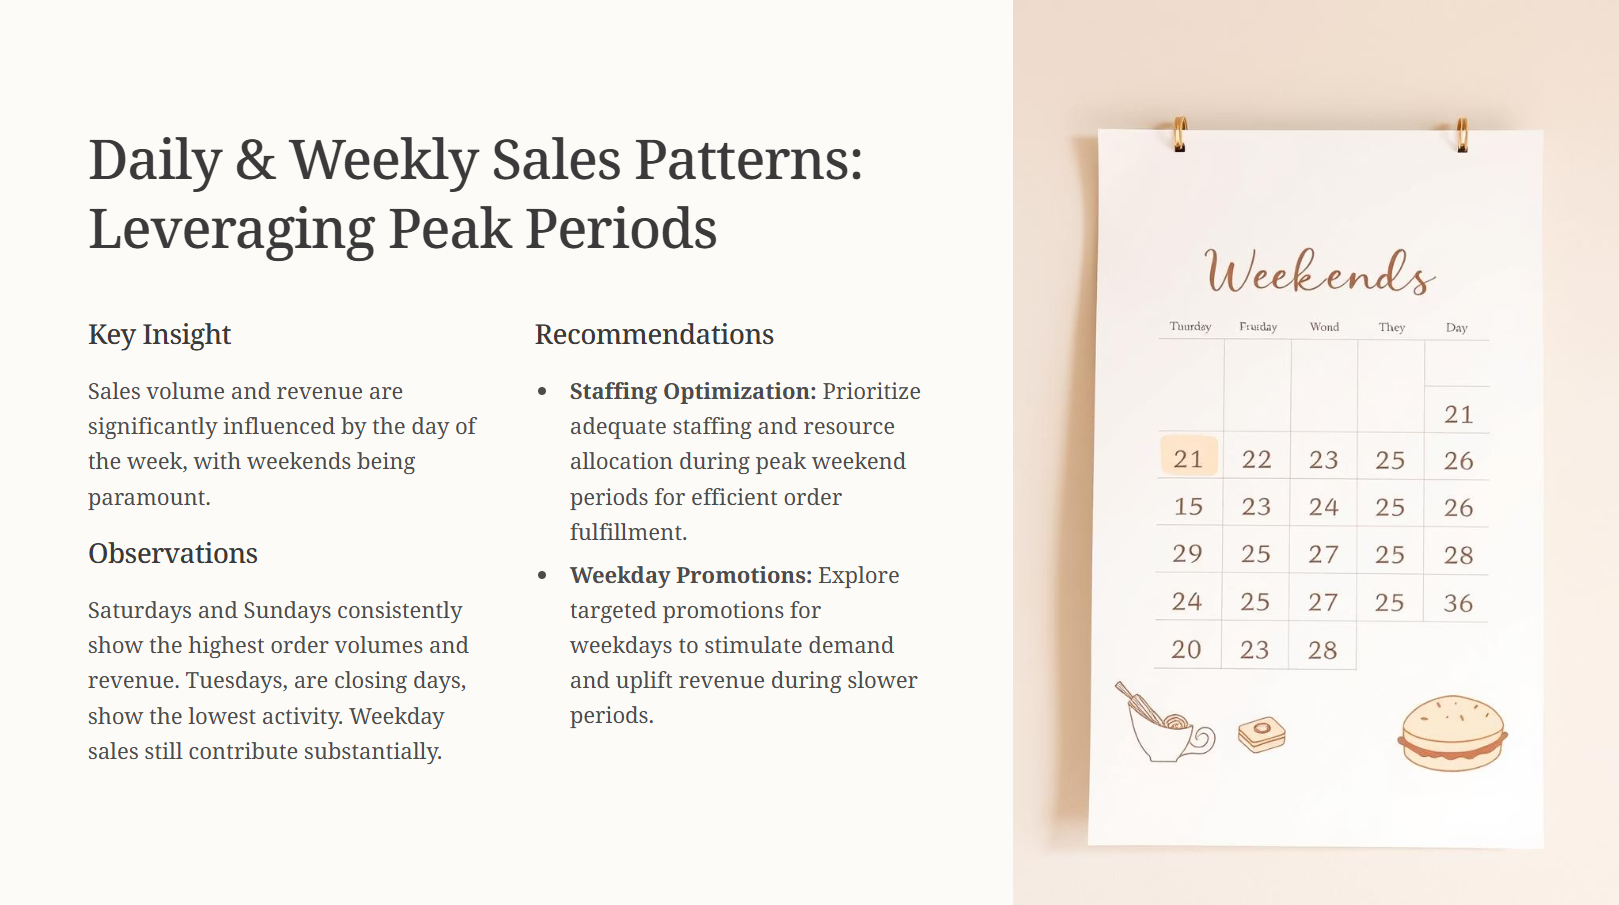 Daily & Weekly Sales Patterns:
Leveraging Peak Periods
Key Insight
Sales volume and revenue are
significantly influenced by the day of
the week, with weekends being
paramount.
Observations
Saturdays and Sundays consistently
show the highest order volumes and
revenue. Tuesdays, are closing days,
show the lowest activity. Weekday
sales still contribute substantially.
Recommendations
• Staffing Optimization: Prioritize
adequate staffing and resource
allocation during peak weekend
periods for efficient order
fulfillment.
• Weekday Promotions: Explore
targeted promotions for
weekdays to stimulate demand
and uplift revenue during slower
periods.
Weekends
Tuurday Wond They Day
21
21 22 23 25 26
15 23 24 25 26
29 25 27 25 28
24 25 27 25 36
20 23 28